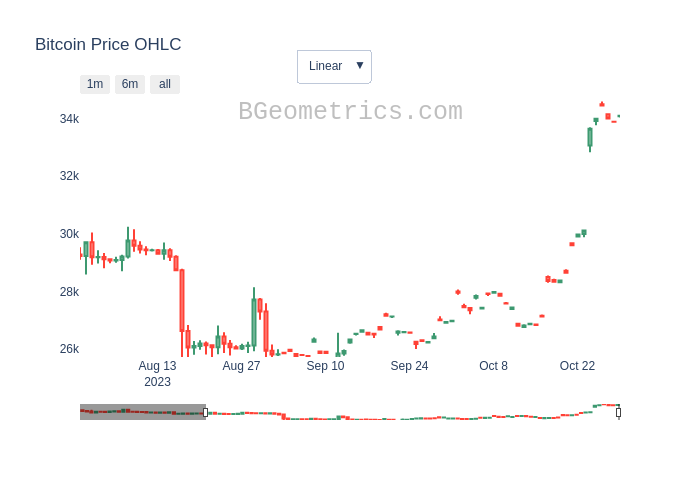 Bitcoin Price OHLC
Linear ▼
1m 6m all
BGeometrics.com
34k
32k
30k
28k
26k
Aug 13 Aug 27 Sep 10 Sep 24 Oct 8 Oct 22
2023